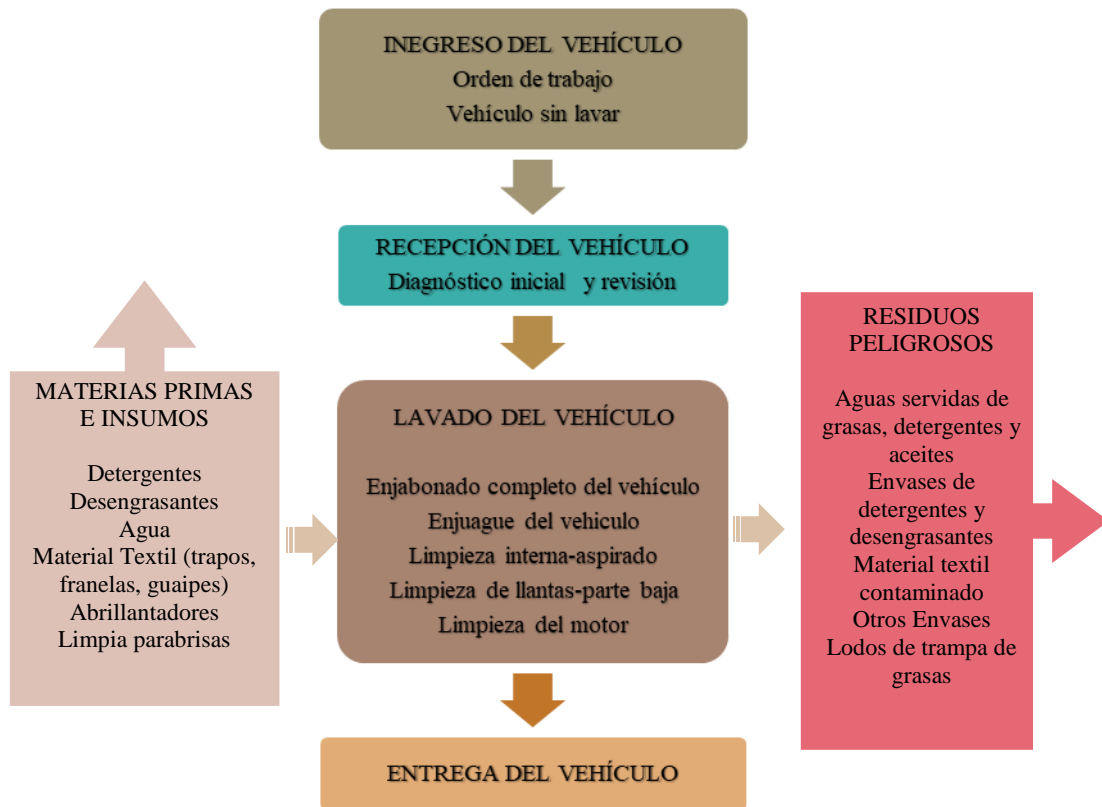 INEGRESO DEL VEHÍCULO
Orden de trabajo
Vehículo sin lavar
RECEPCIÓN DEL VEHÍCULO
Diagnóstico inicial y revisión
MATERIAS PRIMAS
E INSUMOS
Detergentes
Desengrasantes
Agua
Material Textil (trapos,
franelas, guaipes)
Abrillantadores
Limpia parabrisas
LAVADO DEL VEHÍCULO
Enjabonado completo del vehículo
Enjuague del vehiculo
Limpieza interna-aspirado
Limpieza de llantas-parte baja
Limpieza del motor
RESIDUOS
PELIGROSOS
Aguas servidas de
grasas, detergentes y
aceites
Envases de
detergentes y
desengrasantes
Material textil
contaminado
Otros Envases
Lodos de trampa de
grasas
ENTREGA DEL VEHÍCULO